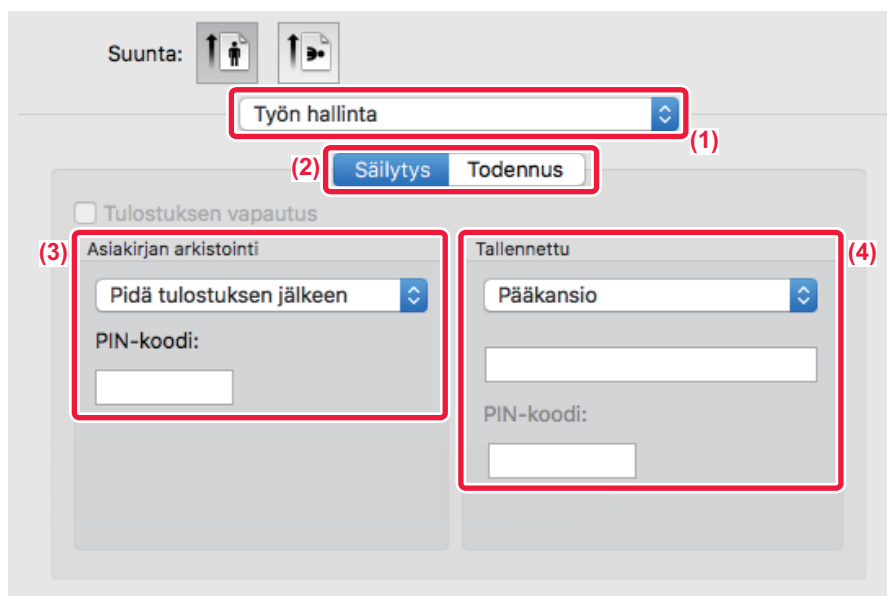 Suunta:
Työn hallinta
(1)
(2)
Säilytys Todennus
Tulostuksen vapautus
(3)
Asiakirjan arkistointi
Pidä tulostuksen jälkeen
PIN-koodi:
Tallennettu
(4)
Pääkansio
PIN-koodi: